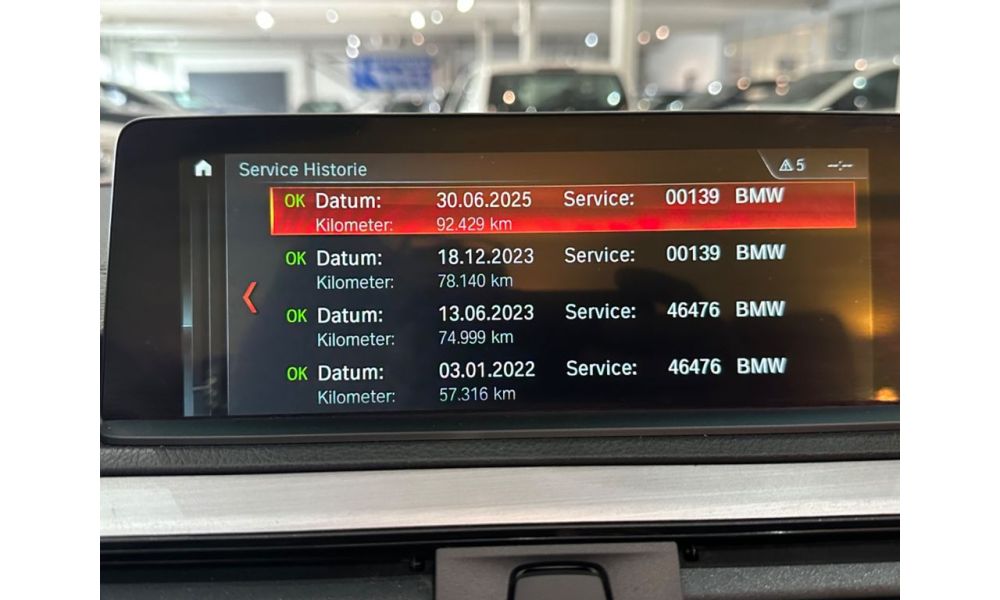 Service Historie
5 --:--
OK Datum: 30.06.2025 Service: 00139 BMW
Kilometer: 92.429 km
OK Datum: 18.12.2023 Service: 00139 BMW
Kilometer: 78.140 km
OK Datum: 13.06.2023 Service: 46476 BMW
Kilometer: 74.999 km
OK Datum: 03.01.2022 Service: 46476 BMW
Kilometer: 57.316 km